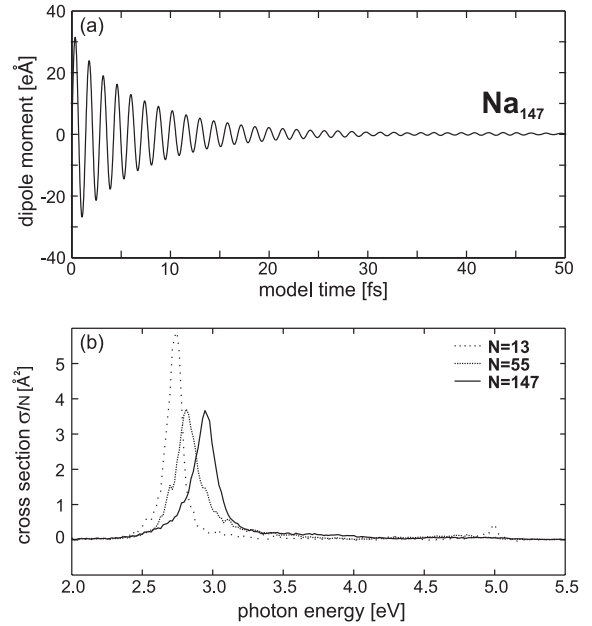 (a)
40
20
0
-20
-40
dipole moment [eÅ]
Na147
0 10 20 30 40 50
model time [fs]
(b)
5
4
3
2
1
0
cross section σ/N [Å²]
N=13
N=55
N=147
2.0 2.5 3.0 3.5 4.0 4.5 5.0 5.5
photon energy [eV]